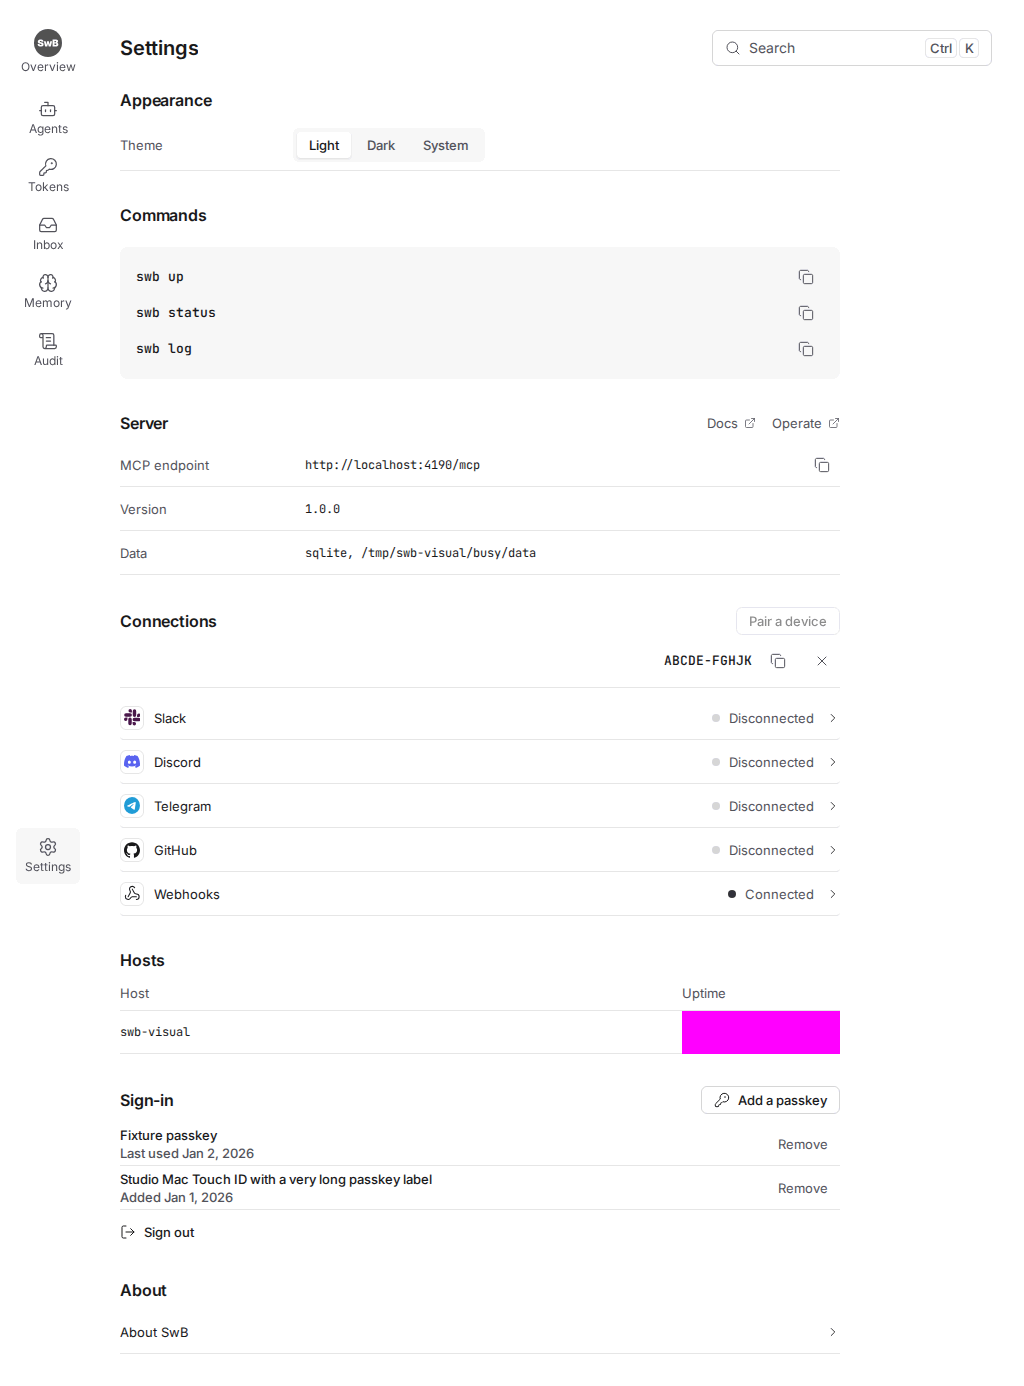 SwB
Overview
Agents
Tokens
Inbox
Memory
Audit
Settings
Settings
Search
Ctrl K
Appearance
Theme
Light Dark System
Commands
swb up
swb status
swb log
Server
Docs Operate
MCP endpoint http://localhost:4190/mcp
Version 1.0.0
Data sqlite, /tmp/swb-visual/busy/data
Connections
Pair a device
ABCDE-FGHJK
Slack Disconnected
Discord Disconnected
Telegram Disconnected
GitHub Disconnected
Webhooks Connected
Hosts
Host Uptime
swb-visual
Sign-in
Add a passkey
Fixture passkey
Last used Jan 2, 2026
Remove
Studio Mac Touch ID with a very long passkey label
Added Jan 1, 2026
Remove
Sign out
About
About SwB